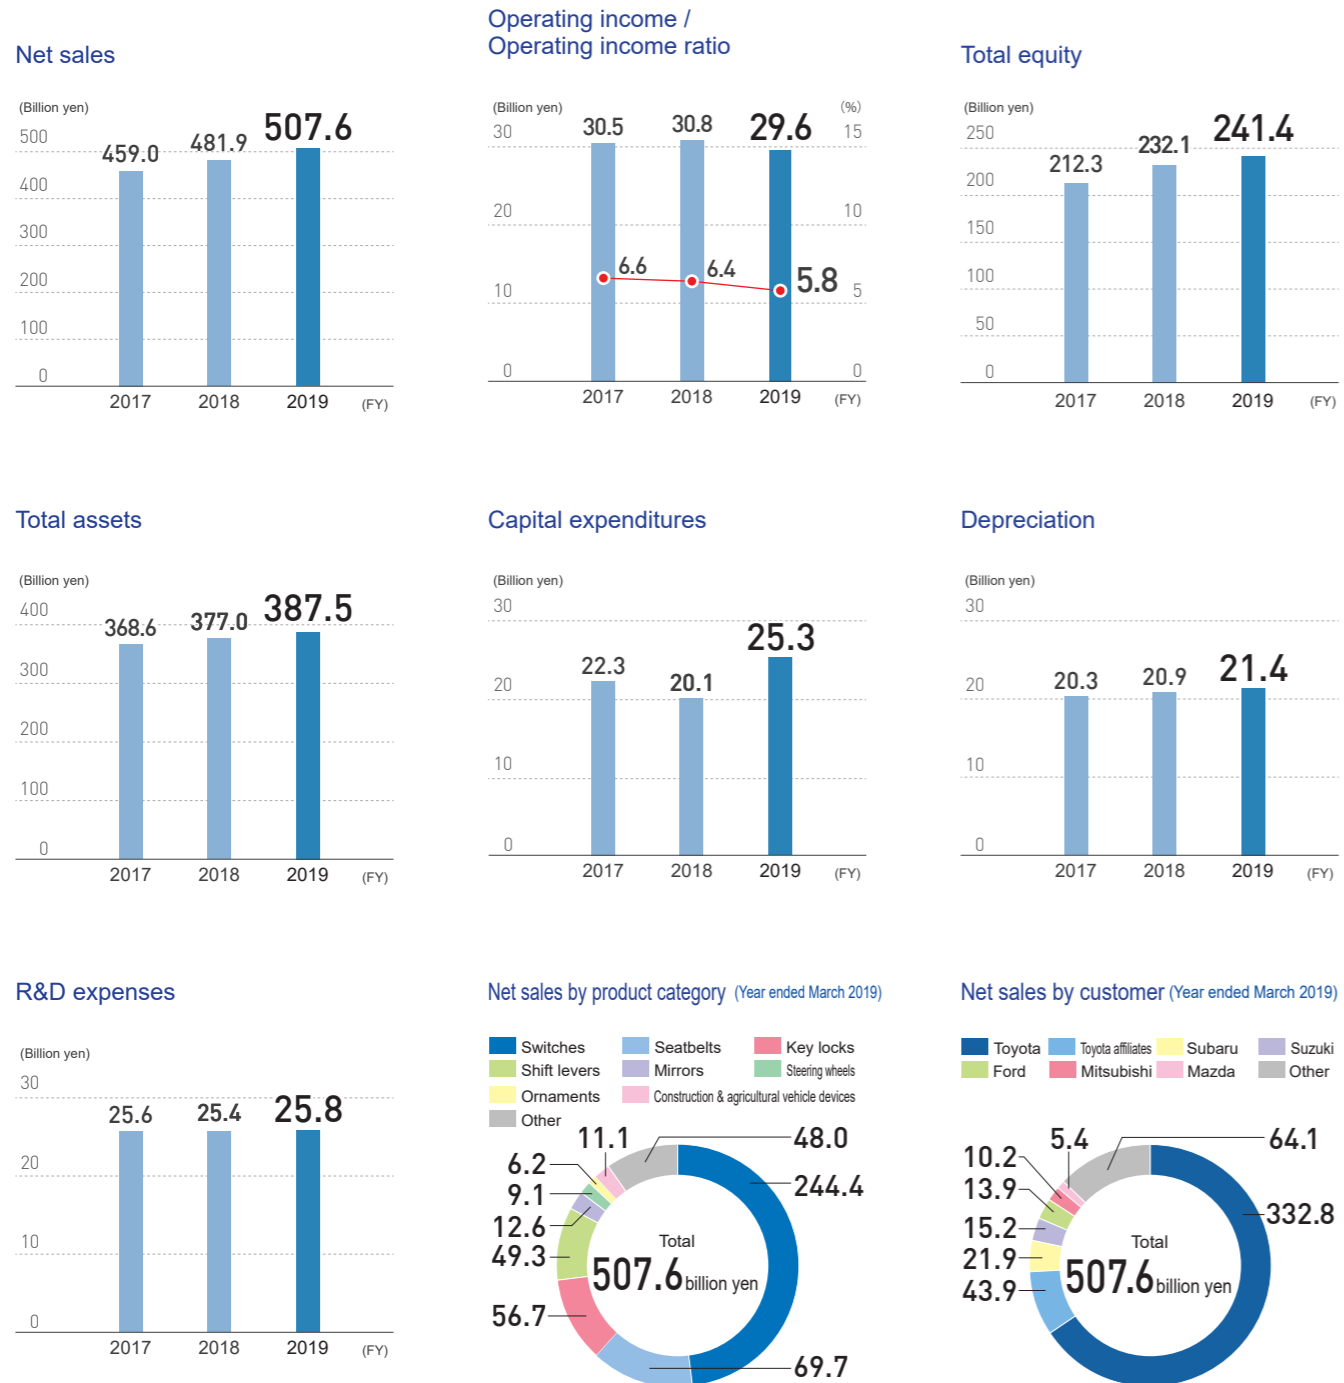 Net sales
(Billion yen)
500
400
300
200
100
0
459.0
481.9
507.6
2017
2018
2019
(FY)
Operating income /
Operating income ratio
(Billion yen)
(%)
30
20
10
0
15
10
5
0
30.5
30.8
29.6
6.6
6.4
5.8
2017
2018
2019
(FY)
Total equity
(Billion yen)
250
200
150
100
50
0
212.3
232.1
241.4
2017
2018
2019
(FY)
Total assets
(Billion yen)
400
300
200
100
0
368.6
377.0
387.5
2017
2018
2019
(FY)
Capital expenditures
(Billion yen)
30
20
10
0
22.3
20.1
25.3
2017
2018
2019
(FY)
Depreciation
(Billion yen)
30
20
10
0
20.3
20.9
21.4
2017
2018
2019
(FY)
R&D expenses
(Billion yen)
30
20
10
0
25.6
25.4
25.8
2017
2018
2019
(FY)
Net sales by product category (Year ended March 2019)
Switches
Seatbelts
Key locks
Shift levers
Mirrors
Steering wheels
Ornaments
Construction & agricultural vehicle devices
Other
11.1
48.0
6.2
244.4
9.1
12.6
49.3
56.7
69.7
Total
507.6 billion yen
Net sales by customer (Year ended March 2019)
Toyota
Toyota affiliates
Subaru
Suzuki
Ford
Mitsubishi
Mazda
Other
5.4
64.1
10.2
13.9
332.8
15.2
21.9
43.9
Total
507.6 billion yen